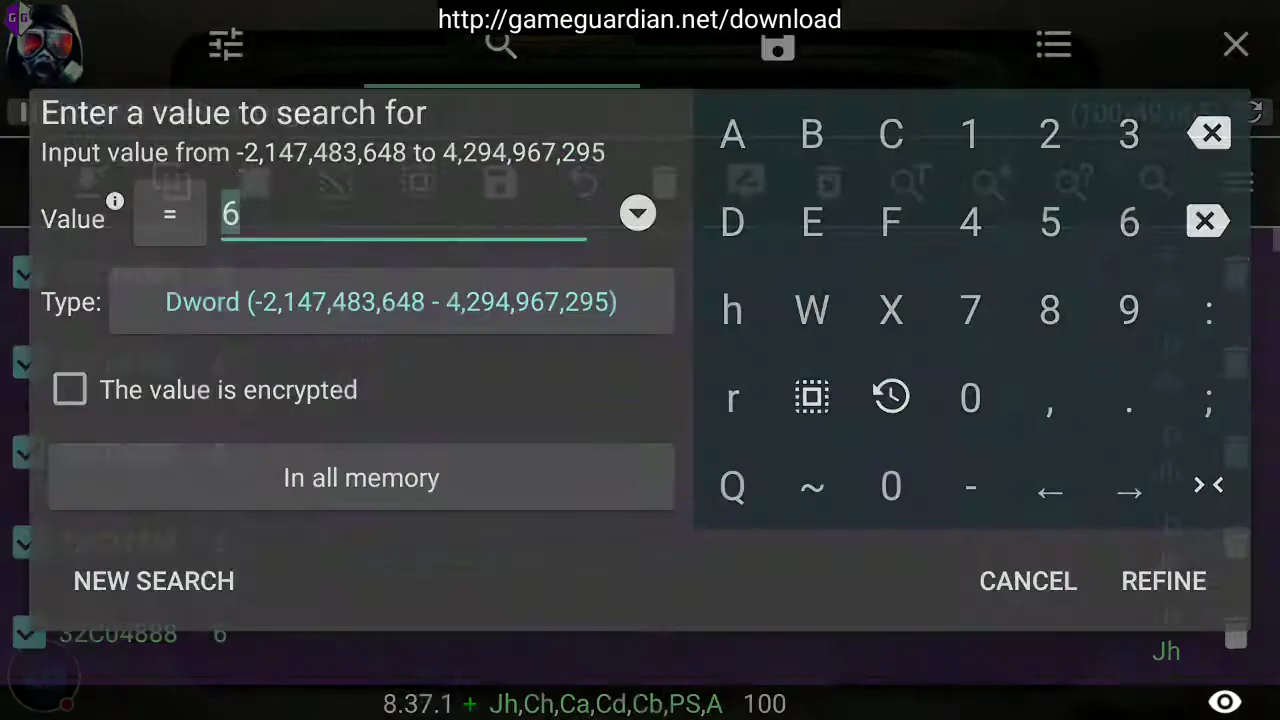 http://gameguardian.net/download
Enter a value to search for
Input value from -2,147,483,648 to 4,294,967,295
Value = 6
Type: Dword (-2,147,483,648 - 4,294,967,295)
The value is encrypted
In all memory
A B C 1 2 3
D E F 4 5 6
h W X 7 8 9 :
r 0 , . ;
Q ~ 0 - ← → ><
NEW SEARCH CANCEL REFINE
32C04888 6
Jh
8.37.1 + Jh,Ch,Ca,Cd,Cb,PS,A 100